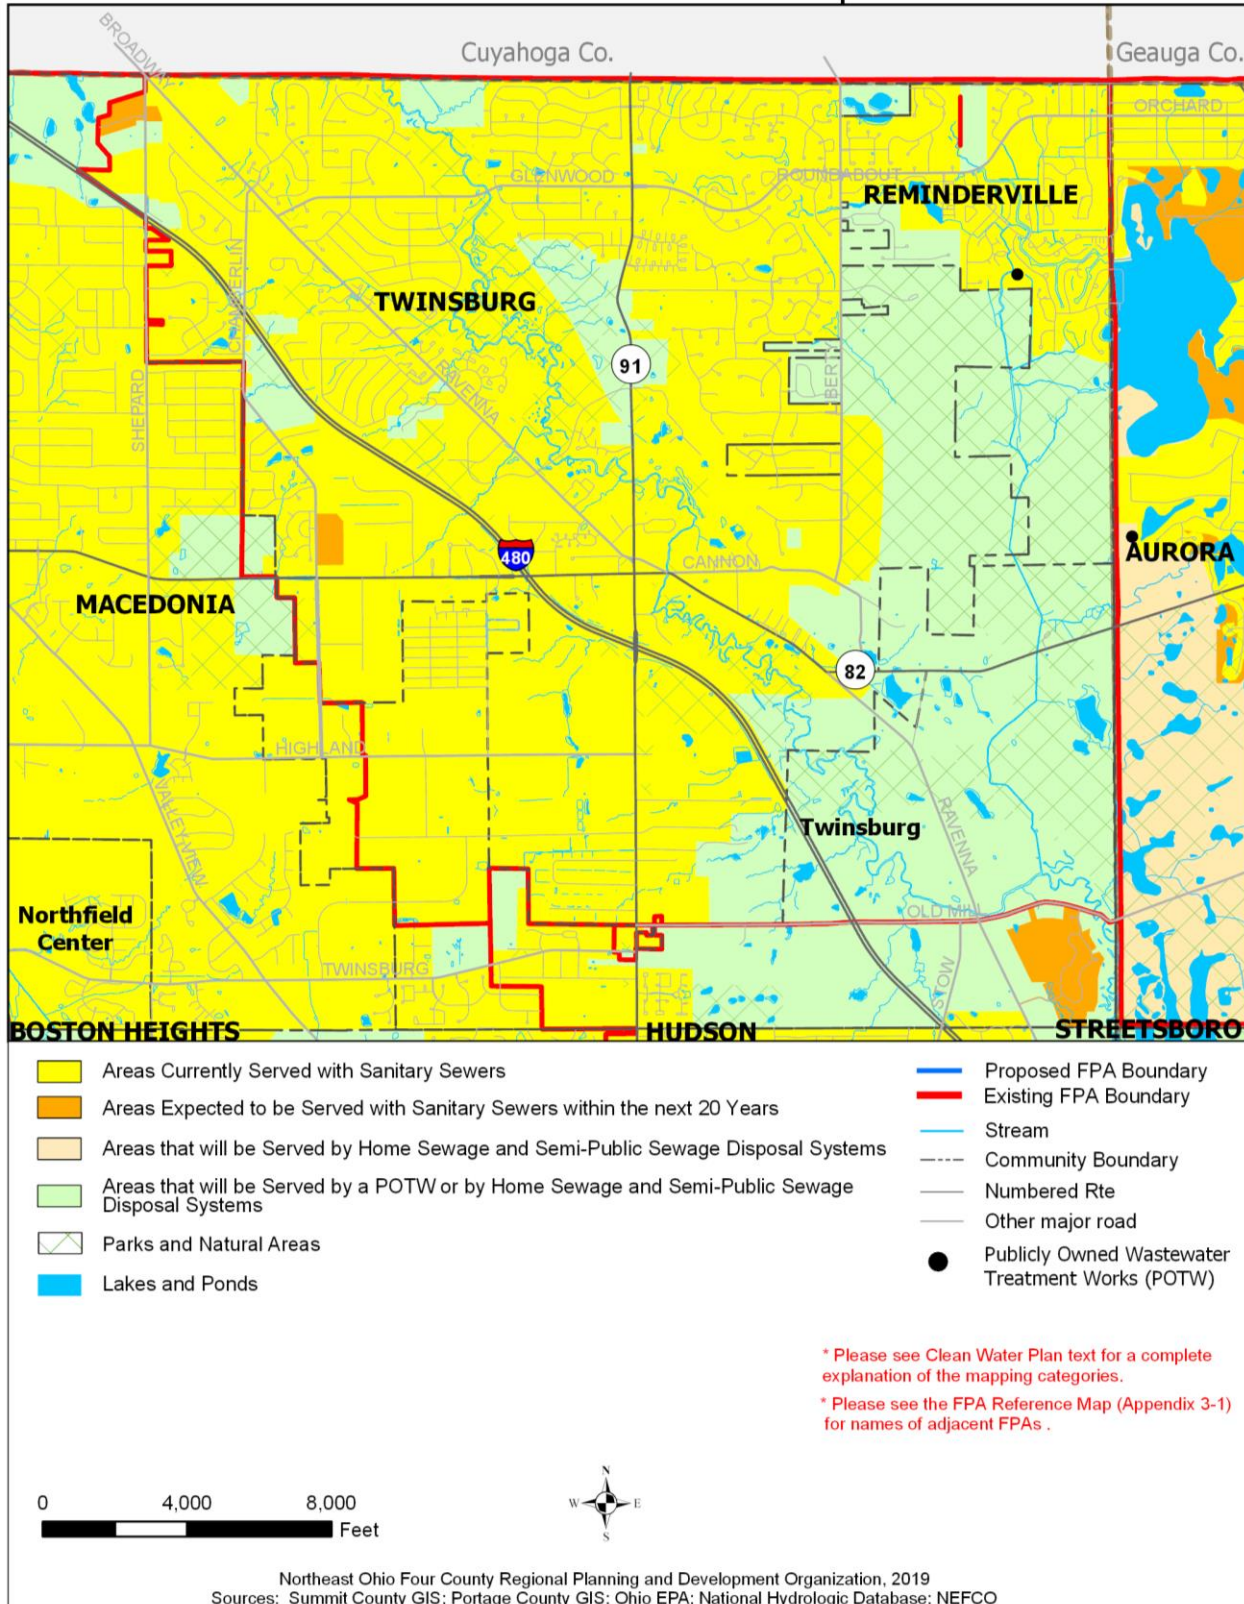 Cuyahoga Co.
Geauga Co.
BROADWAY
ORCHARD
GLENWOOD
ROUNDABOUT
REMINDERVILLE
CHAMBERLIN
TWINSBURG
91
RAVENNA
LIBERTY
SHEPARD
480
CANNON
AURORA
MACEDONIA
82
HIGHLAND
VALLEYVIEW
Twinsburg
RAVENNA
Northfield
Center
OLD MILL
TWINSBURG
STOW
BOSTON HEIGHTS
HUDSON
STREETSBORO
Areas Currently Served with Sanitary Sewers
Areas Expected to be Served with Sanitary Sewers within the next 20 Years
Areas that will be Served by Home Sewage and Semi-Public Sewage Disposal Systems
Areas that will be Served by a POTW or by Home Sewage and Semi-Public Sewage
Disposal Systems
Parks and Natural Areas
Lakes and Ponds
Proposed FPA Boundary
Existing FPA Boundary
Stream
Community Boundary
Numbered Rte
Other major road
Publicly Owned Wastewater
Treatment Works (POTW)
* Please see Clean Water Plan text for a complete
explanation of the mapping categories.
* Please see the FPA Reference Map (Appendix 3-1)
for names of adjacent FPAs .
0 4,000 8,000
Feet
N
W E
S
Northeast Ohio Four County Regional Planning and Development Organization, 2019
Sources: Summit County GIS; Portage County GIS; Ohio EPA; National Hydrologic Database; NEFCO